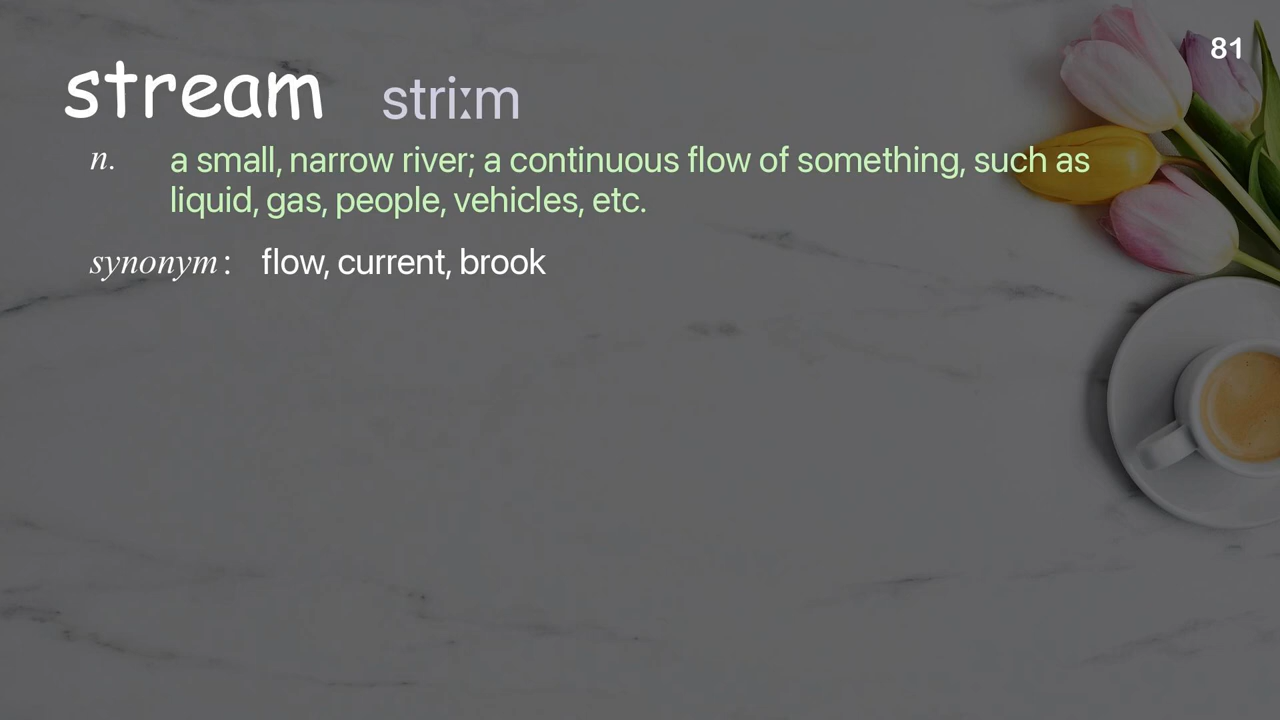 81
stream striːm
n. a small, narrow river; a continuous flow of something, such as
liquid, gas, people, vehicles, etc.
synonym: flow, current, brook